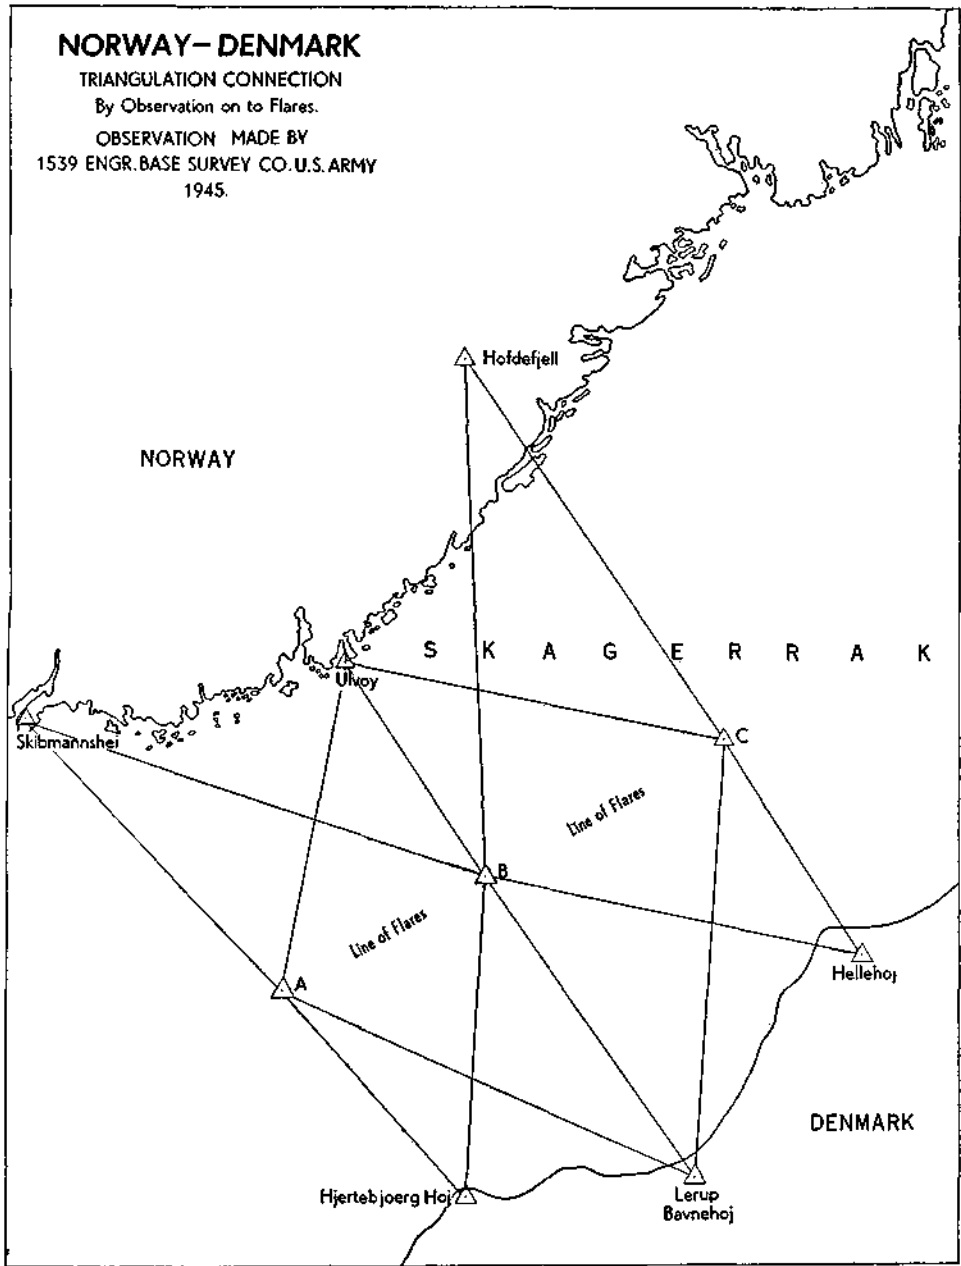 NORWAY–DENMARK
TRIANGULATION CONNECTION
By Observation on to Flares.
OBSERVATION MADE BY
1539 ENGR. BASE SURVEY CO. U.S. ARMY
1945.
Hofdefjell
NORWAY
SKAGERRAK
Ulvoy
Skibmannshei
C
Line of Flares
B
Line of Flares
Hellehoj
A
DENMARK
Hjertebjoerg Hoj
Lerup
Bavnehoj